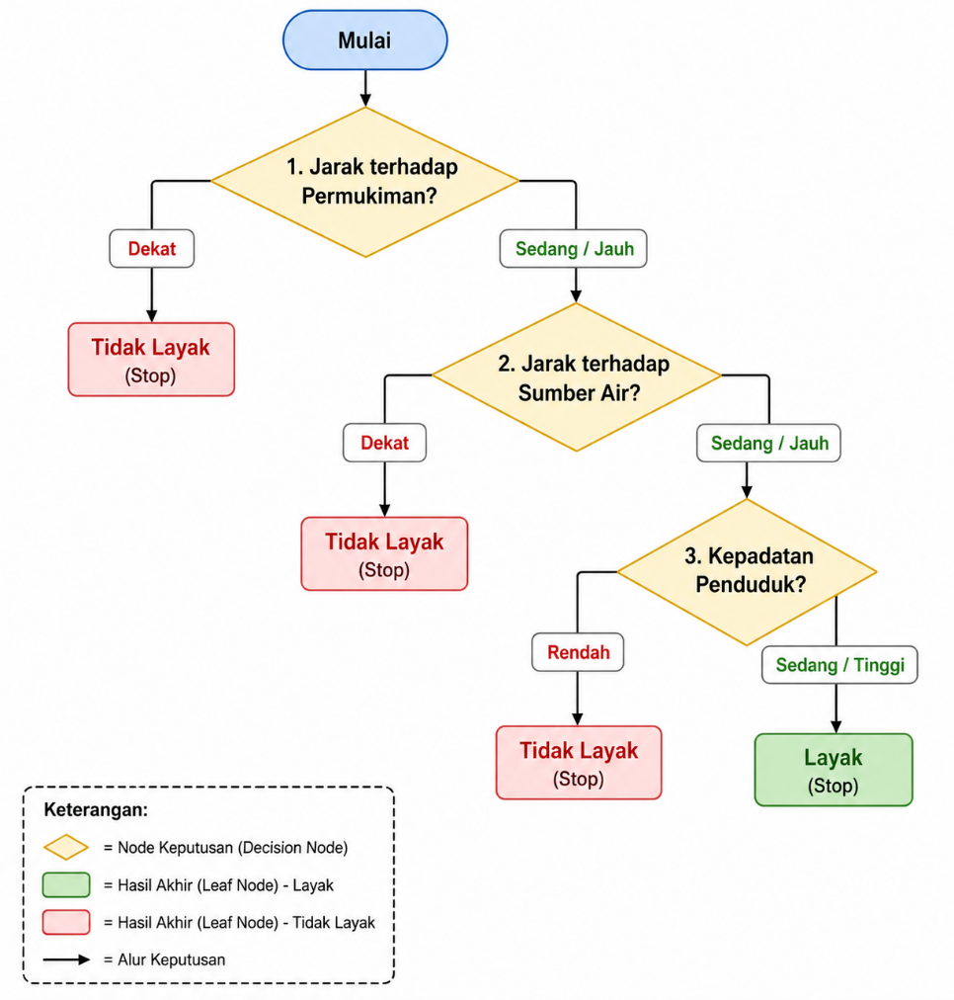 Mulai
1. Jarak terhadap
Permukiman?
Dekat
Sedang / Jauh
Tidak Layak
(Stop)
2. Jarak terhadap
Sumber Air?
Dekat
Sedang / Jauh
Tidak Layak
(Stop)
3. Kepadatan
Penduduk?
Rendah
Sedang / Tinggi
Tidak Layak
(Stop)
Layak
(Stop)
Keterangan:
= Node Keputusan (Decision Node)
= Hasil Akhir (Leaf Node) - Layak
= Hasil Akhir (Leaf Node) - Tidak Layak
= Alur Keputusan